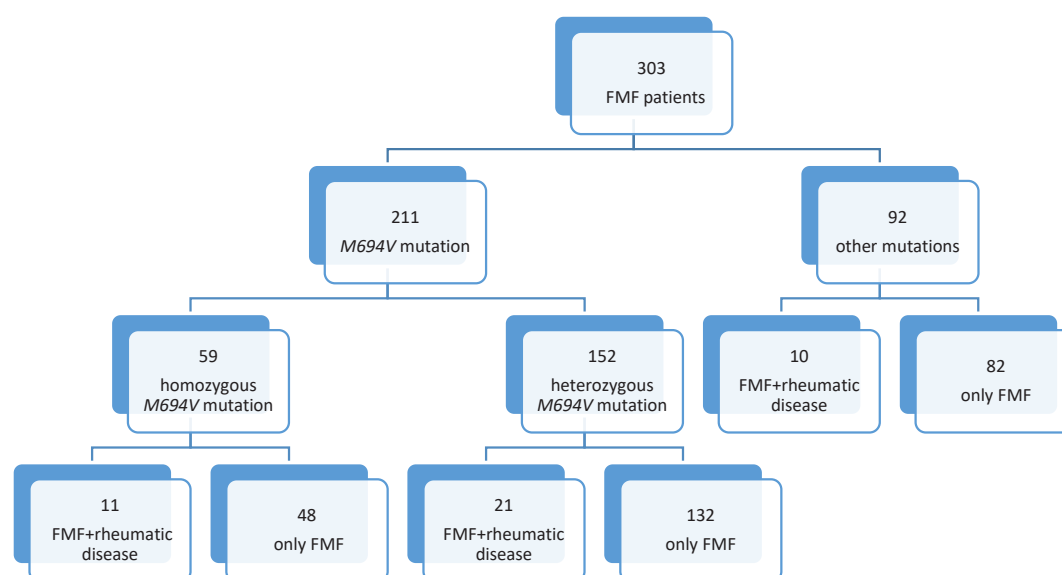 303
FMF patients
211
M694V mutation
92
other mutations
59
homozygous
M694V mutation
152
heterozygous
M694V mutation
10
FMF+rheumatic
disease
82
only FMF
11
FMF+rheumatic
disease
48
only FMF
21
FMF+rheumatic
disease
132
only FMF